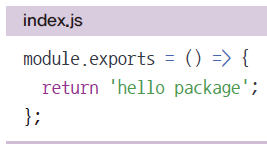 index.js
module.exports = () => {
  return 'hello package';
};